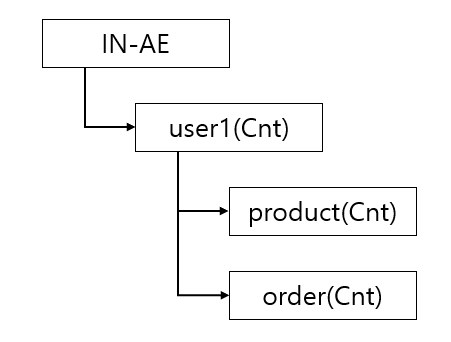 IN-AE
user1(Cnt)
product(Cnt)
order(Cnt)